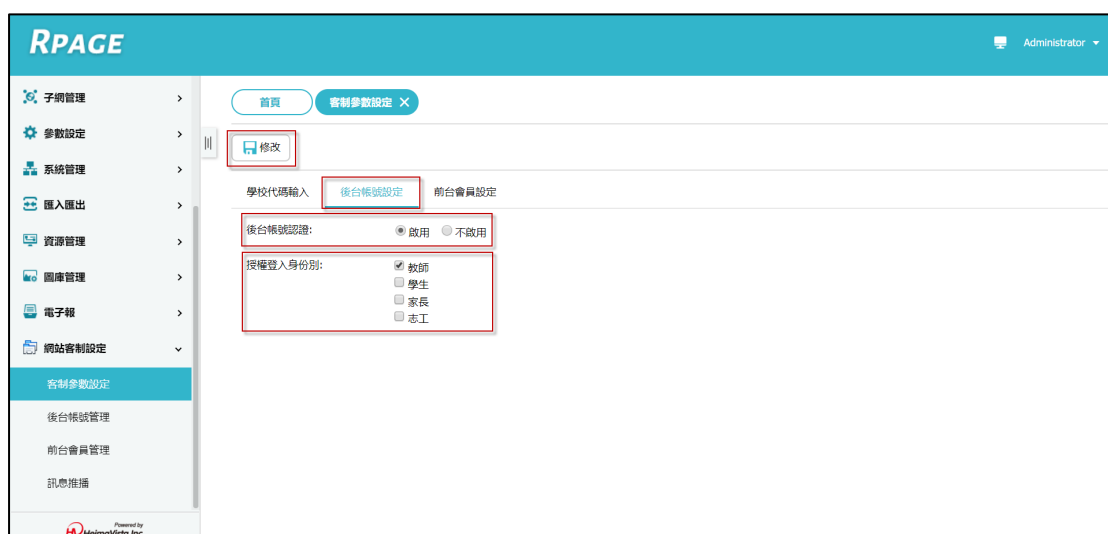 RPAGE
Administrator
子網管理
參數設定
系統管理
匯入匯出
資源管理
圖庫管理
電子報
網站客制設定
客制參數設定
後台帳號管理
前台會員管理
訊息推播
Powered by
HeimaVista Inc
首頁 客制參數設定
修改
學校代碼輸入 後台帳號設定 前台會員設定
後台帳號認證: 啟用 不啟用
授權登入身份別: 教師
學生
家長
志工